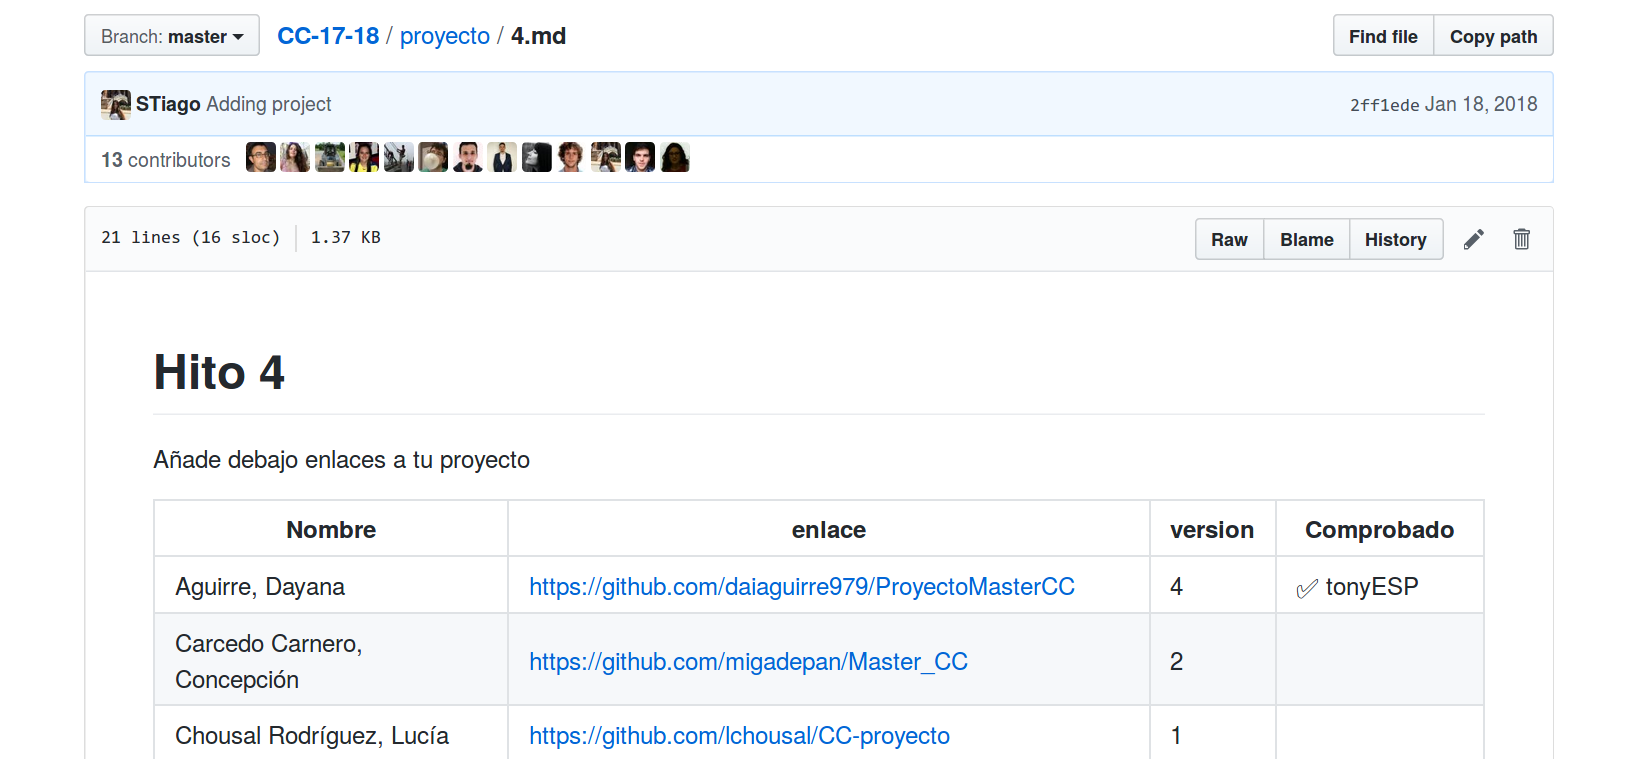 Branch: master
CC-17-18 / proyecto / 4.md
Find file
Copy path
STiago Adding project
2ff1ede Jan 18, 2018
13 contributors
21 lines (16 sloc)
1.37 KB
Raw
Blame
History
Hito 4
Añade debajo enlaces a tu proyecto
Nombre
enlace
version
Comprobado
Aguirre, Dayana
https://github.com/daiaguirre979/ProyectoMasterCC
4
✅ tonyESP
Carcedo Carnero,
Concepción
https://github.com/migadepan/Master_CC
2
Chousal Rodríguez, Lucía
https://github.com/lchousal/CC-proyecto
1